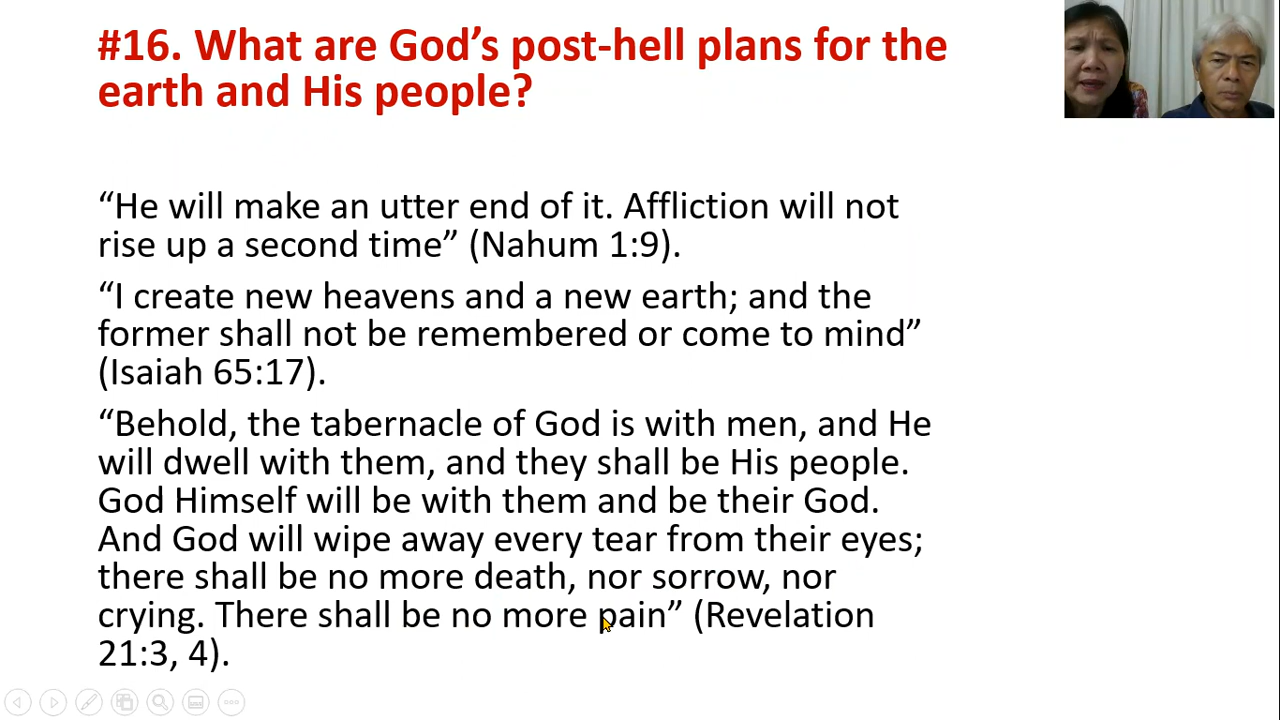 #16. What are God’s post-hell plans for the
earth and His people?
“He will make an utter end of it. Affliction will not
rise up a second time” (Nahum 1:9).
“I create new heavens and a new earth; and the
former shall not be remembered or come to mind”
(Isaiah 65:17).
“Behold, the tabernacle of God is with men, and He
will dwell with them, and they shall be His people.
God Himself will be with them and be their God.
And God will wipe away every tear from their eyes;
there shall be no more death, nor sorrow, nor
crying. There shall be no more pain” (Revelation
21:3, 4).